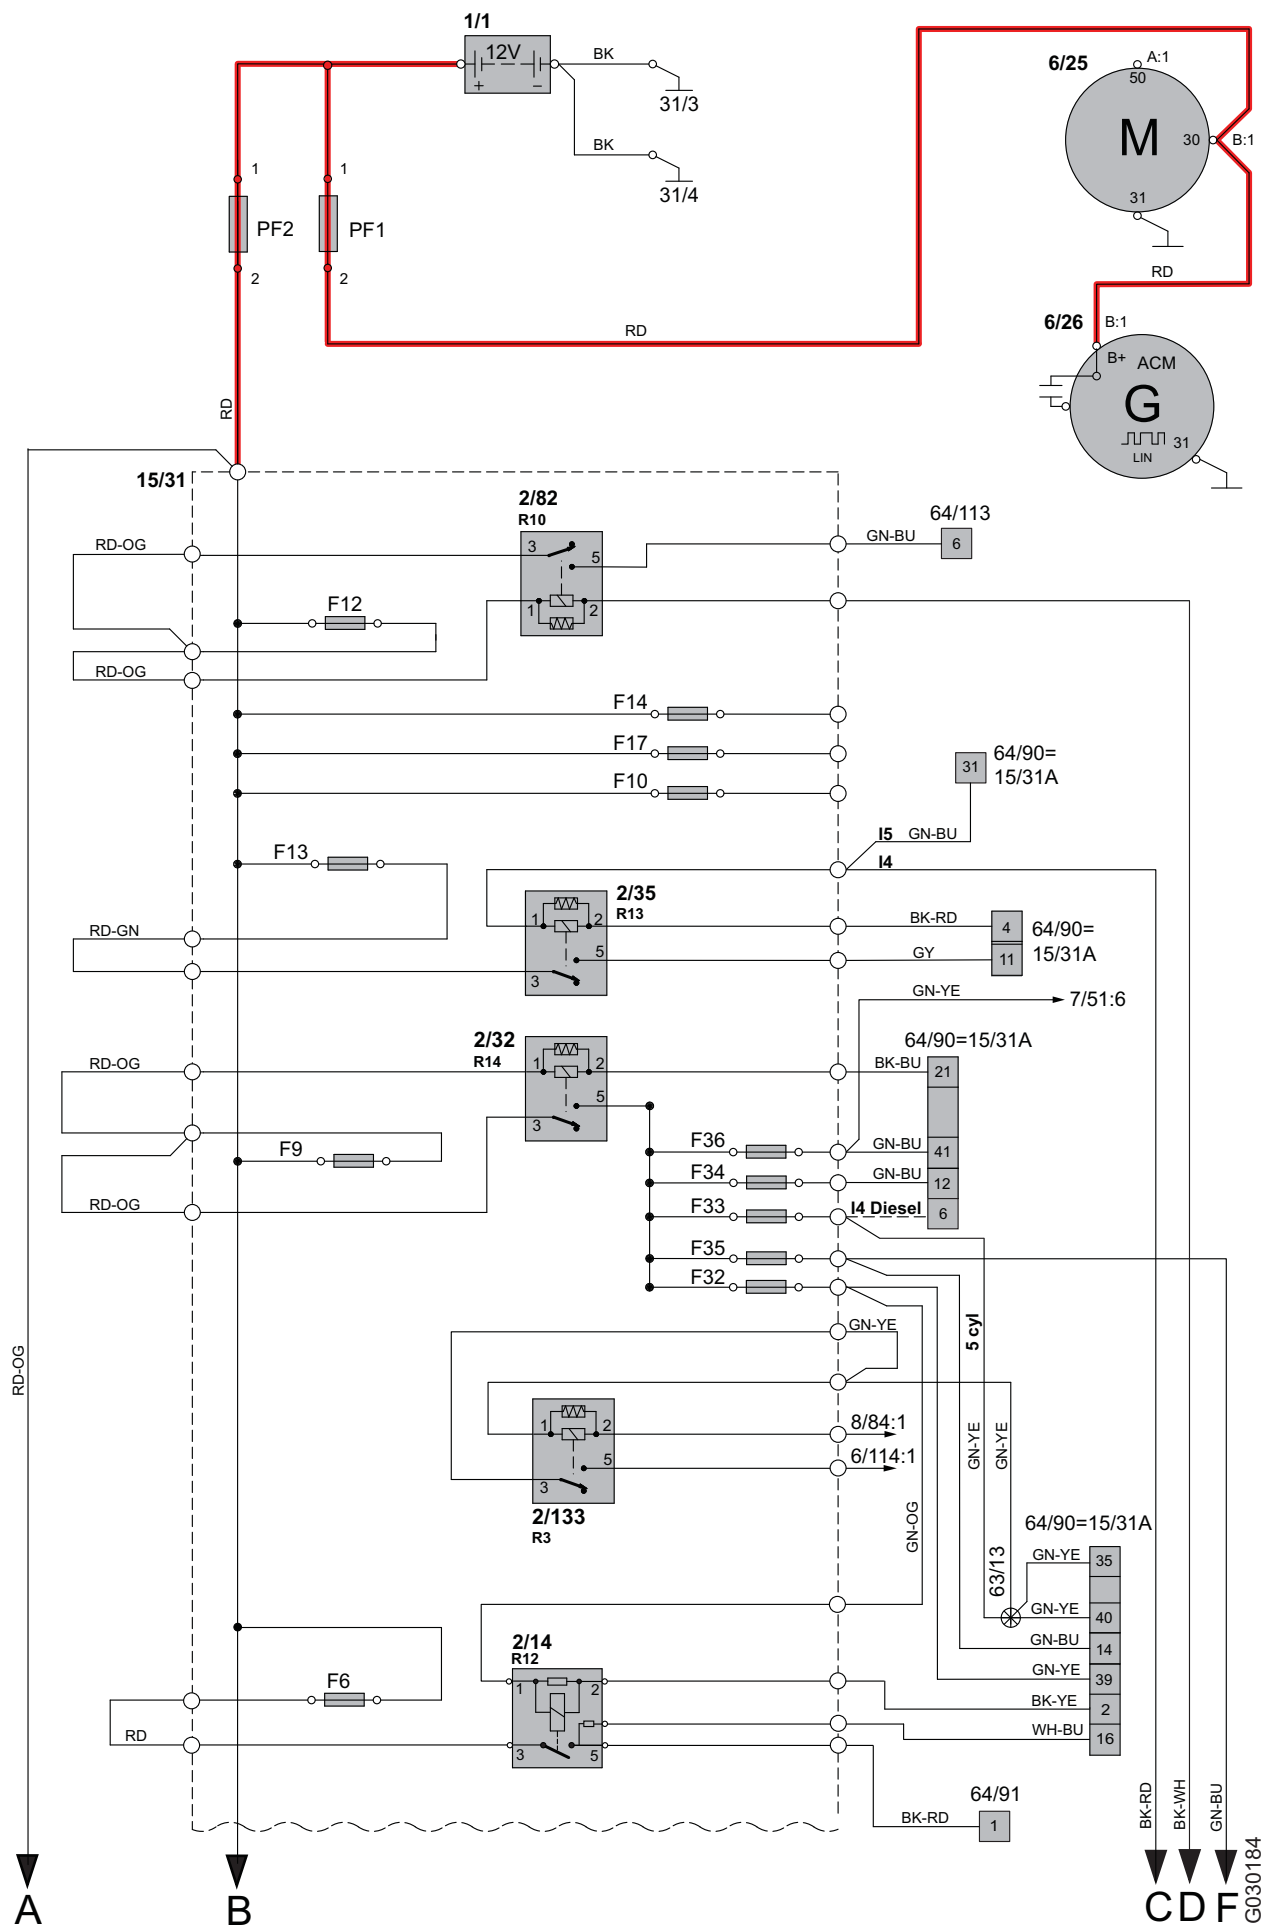 1/1
12V
+ −
BK
31/3
BK
31/4
6/25
A:1
50
M
30
B:1
31
RD
1
PF2
2
1
PF1
2
RD
6/26
B:1
B+
ACM
G
31
LIN
RD
15/31
2/82
R10
3
5
1
2
RD-OG
F12
RD-OG
GN-BU
64/113
6
F14
F17
F10
64/90=
15/31A
31
I5 GN-BU
I4
F13
2/35
R13
1
2
5
3
RD-GN
BK-RD
4
GY
11
64/90=
15/31A
GN-YE
7/51:6
2/32
R14
1
2
5
3
RD-OG
F9
RD-OG
64/90=15/31A
BK-BU
21
F36
GN-BU
41
F34
GN-BU
12
F33
I4 Diesel
6
F35
F32
5 cyl
GN-YE
GN-YE
GN-YE
1
2
5
3
2/133
R3
8/84:1
6/114:1
GN-OG
RD-OG
63/13
64/90=15/31A
GN-YE
35
GN-YE
40
GN-BU
14
GN-YE
39
BK-YE
2
WH-BU
16
2/14
R12
1
2
3
5
F6
RD
64/91
BK-RD
1
BK-RD
BK-WH
GN-BU
A
B
C
D
F
G030184